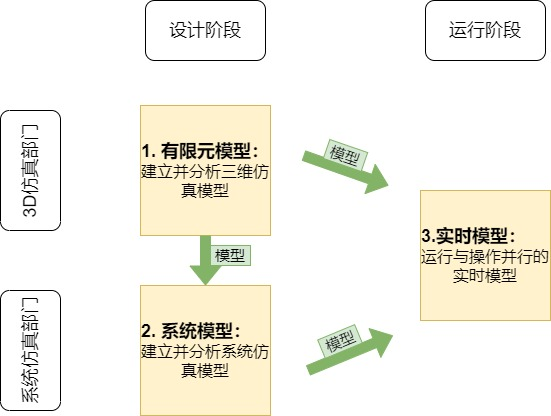 设计阶段
运行阶段
3D仿真部门
1. 有限元模型：
建立并分析三维仿
真模型
模型
模型
3.实时模型：
运行与操作并行的
实时模型
系统仿真部门
2. 系统模型：
建立并分析系统仿
真模型
模型